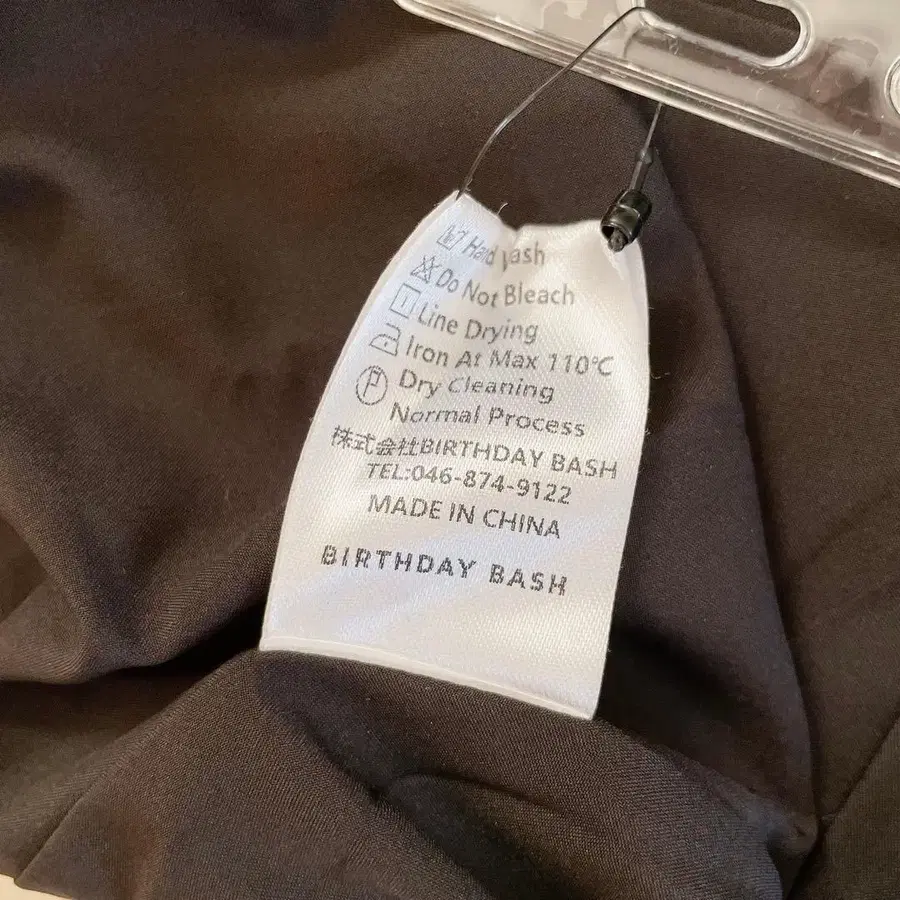 Hand Wash
Do Not Bleach
Line Drying
Iron At Max 110℃
P Dry Cleaning
Normal Process
株式会社BIRTHDAY BASH
TEL:046-874-9122
MADE IN CHINA
BIRTHDAY BASH